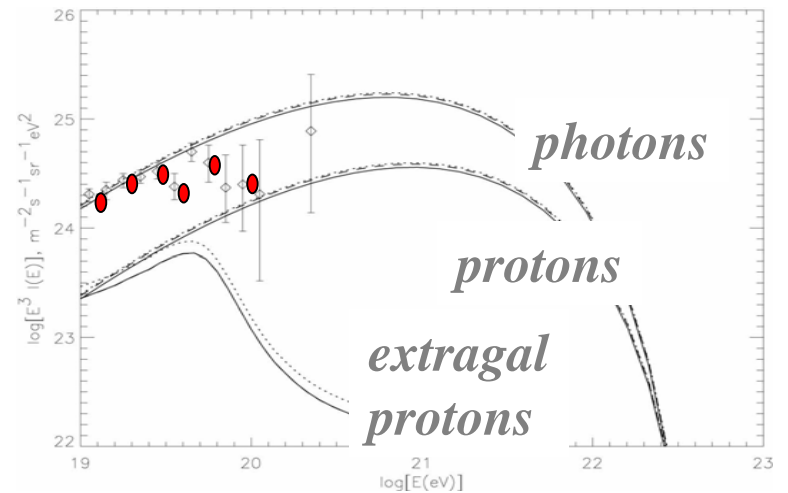 26
25
24
23
22
log[E³ I(E)], m⁻²s⁻¹sr⁻¹eV²
photons
protons
extragal
protons
19 20 21 22 23
log[E(eV)]